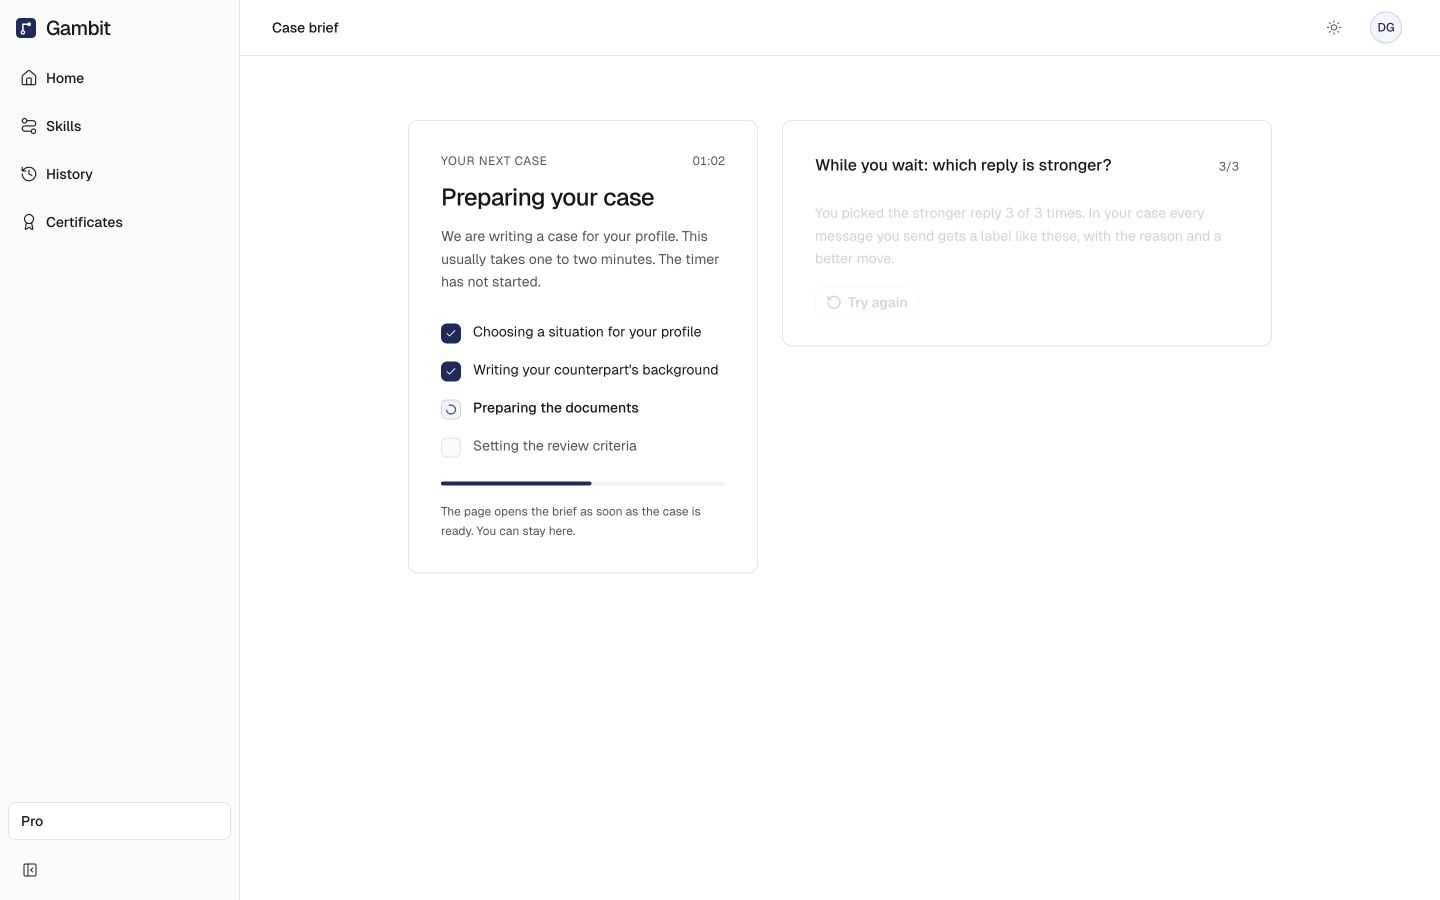 Gambit
Home
Skills
History
Certificates
Pro
Case brief
DG
YOUR NEXT CASE
01:02
Preparing your case
We are writing a case for your profile. This
usually takes one to two minutes. The timer
has not started.
Choosing a situation for your profile
Writing your counterpart's background
Preparing the documents
Setting the review criteria
The page opens the brief as soon as the case is
ready. You can stay here.
While you wait: which reply is stronger?
3/3
You picked the stronger reply 3 of 3 times. In your case every
message you send gets a label like these, with the reason and a
better move.
Try again